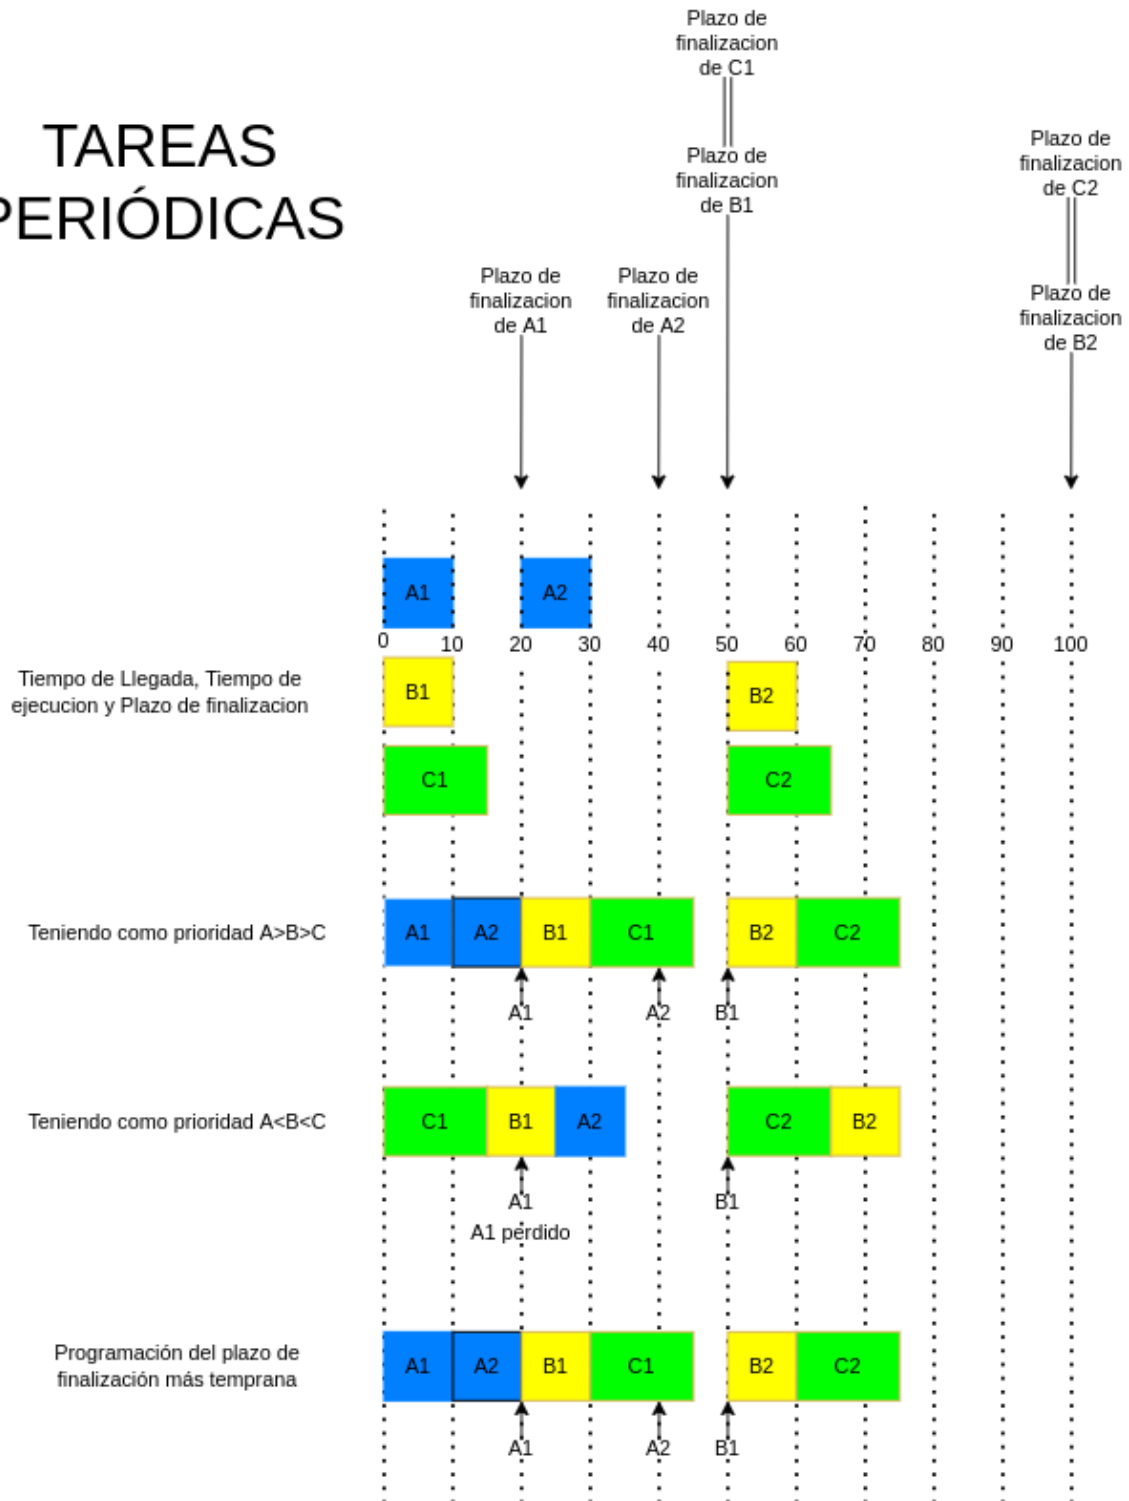 Plazo de
finalizacion
de C1
TAREAS
PERIÓDICAS
Plazo de
finalizacion
de B1
Plazo de
finalizacion
de C2
Plazo de
finalizacion
de A1
Plazo de
finalizacion
de A2
Plazo de
finalizacion
de B2
A1 A2
0 10 20 30 40 50 60 70 80 90 100
Tiempo de Llegada, Tiempo de
ejecucion y Plazo de finalizacion
B1 B2
C1 C2
Teniendo como prioridad A>B>C
A1 A2 B1 C1 B2 C2
A1 A2 B1
Teniendo como prioridad A<B<C
C1 B1 A2 C2 B2
A1 B1
A1 perdido
Programación del plazo de
finalización más temprana
A1 A2 B1 C1 B2 C2
A1 A2 B1